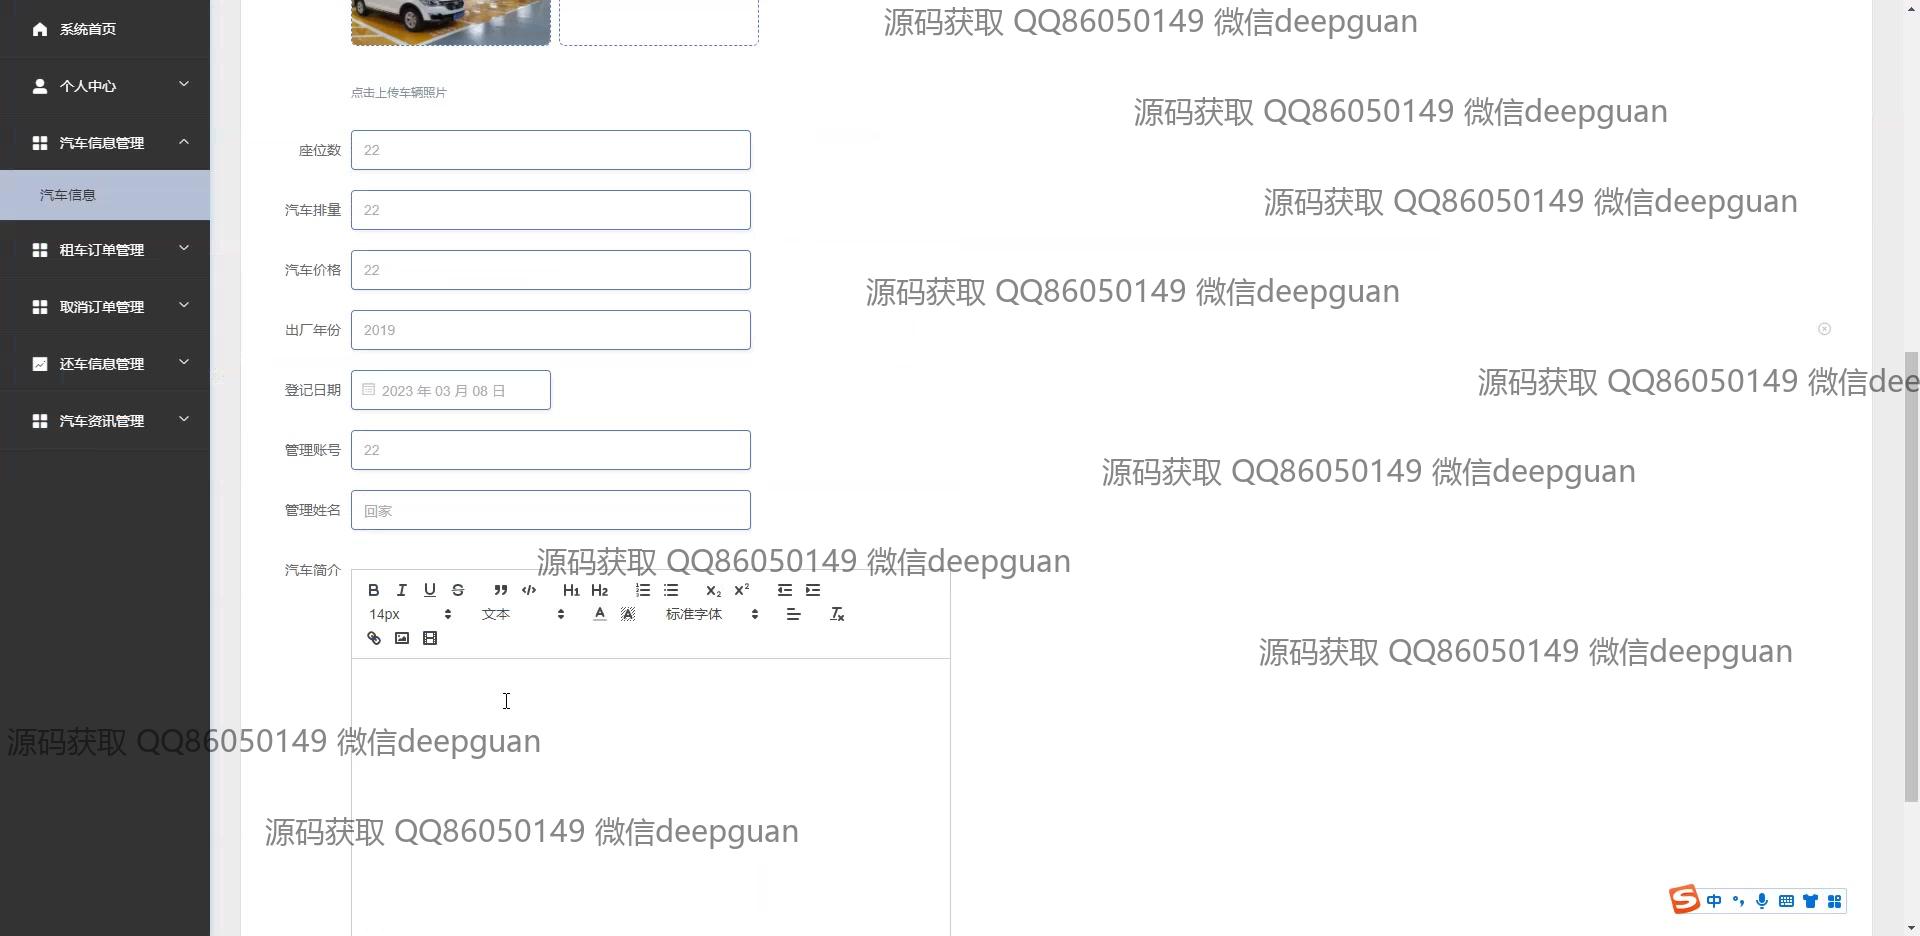 系统首页
个人中心
汽车信息管理
汽车信息
租车订单管理
取消订单管理
还车信息管理
汽车资讯管理
源码获取 QQ86050149 微信deepguan
点击上传车辆照片
源码获取 QQ86050149 微信deepguan
座位数 22
源码获取 QQ86050149 微信deepguan
汽车排量 22
汽车价格 22
源码获取 QQ86050149 微信deepguan
出厂年份 2019
源码获取 QQ86050149 微信dee
登记日期 2023 年 03 月 08 日
管理账号 22
源码获取 QQ86050149 微信deepguan
管理姓名 回家
源码获取 QQ86050149 微信deepguan
汽车简介
B I U S H1 H2 X2 X2
14px 文本 A A 标准字体 Tx
源码获取 QQ86050149 微信deepguan
源码获取 QQ86050149 微信deepguan
源码获取 QQ86050149 微信deepguan
S 中